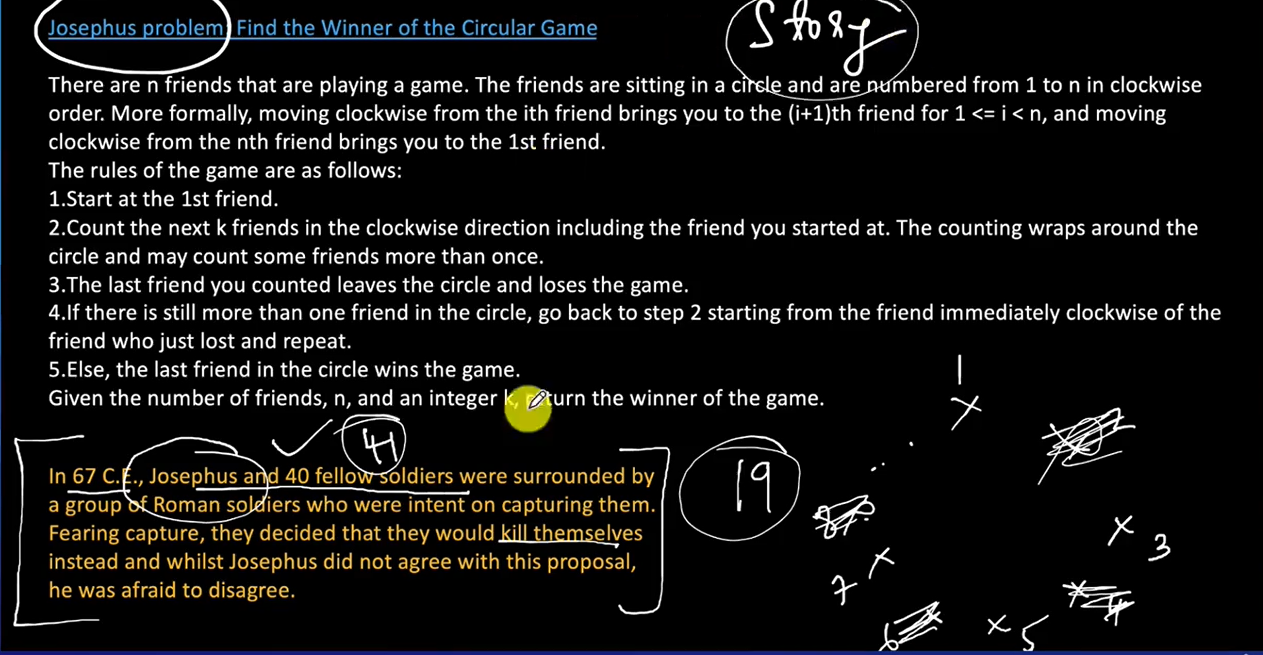 Josephus problem Find the Winner of the Circular Game
Story
There are n friends that are playing a game. The friends are sitting in a circle and are numbered from 1 to n in clockwise
order. More formally, moving clockwise from the ith friend brings you to the (i+1)th friend for 1 <= i < n, and moving
clockwise from the nth friend brings you to the 1st friend.
The rules of the game are as follows:
1.Start at the 1st friend.
2.Count the next k friends in the clockwise direction including the friend you started at. The counting wraps around the
circle and may count some friends more than once.
3.The last friend you counted leaves the circle and loses the game.
4.If there is still more than one friend in the circle, go back to step 2 starting from the friend immediately clockwise of the
friend who just lost and repeat.
5.Else, the last friend in the circle wins the game.
Given the number of friends, n, and an integer k, return the winner of the game.
41
In 67 C.E., Josephus and 40 fellow soldiers were surrounded by
a group of Roman soldiers who were intent on capturing them.
Fearing capture, they decided that they would kill themselves
instead and whilst Josephus did not agree with this proposal,
he was afraid to disagree.
19
1
3
5
6
7